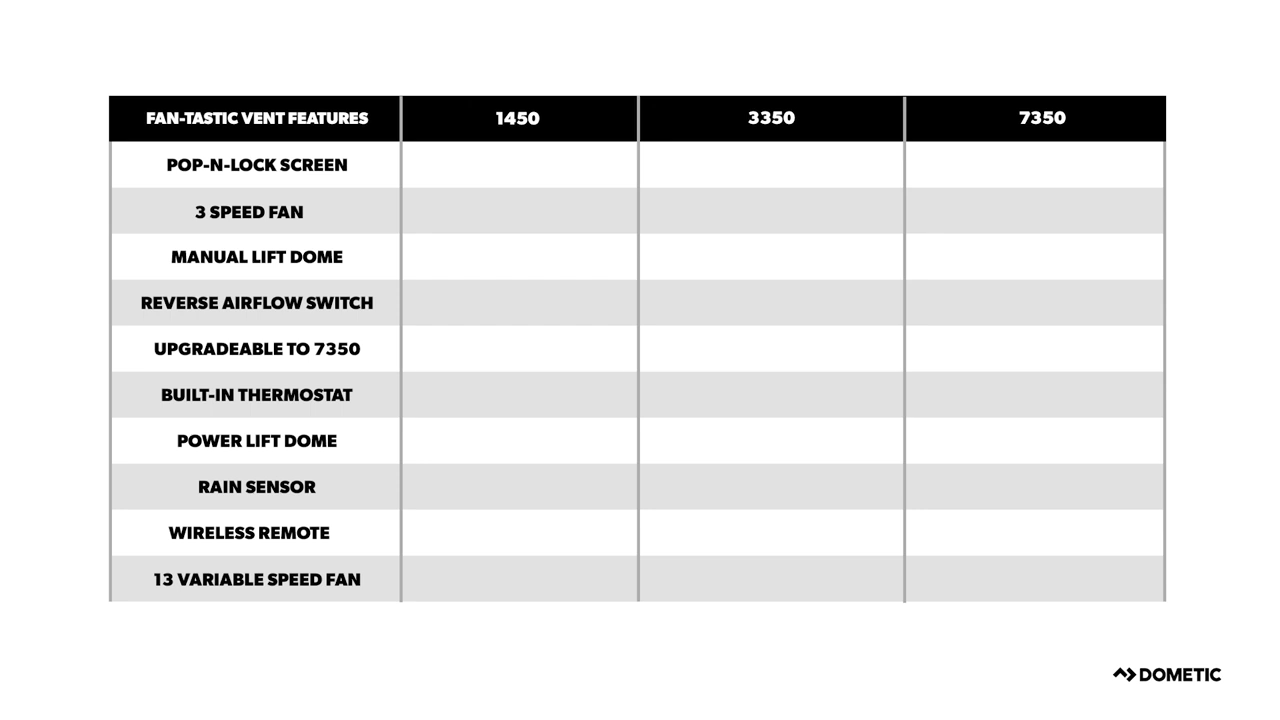 FAN-TASTIC VENT FEATURES 1450 3350 7350
POP-N-LOCK SCREEN
3 SPEED FAN
MANUAL LIFT DOME
REVERSE AIRFLOW SWITCH
UPGRADEABLE TO 7350
BUILT-IN THERMOSTAT
POWER LIFT DOME
RAIN SENSOR
WIRELESS REMOTE
13 VARIABLE SPEED FAN
DOMETIC